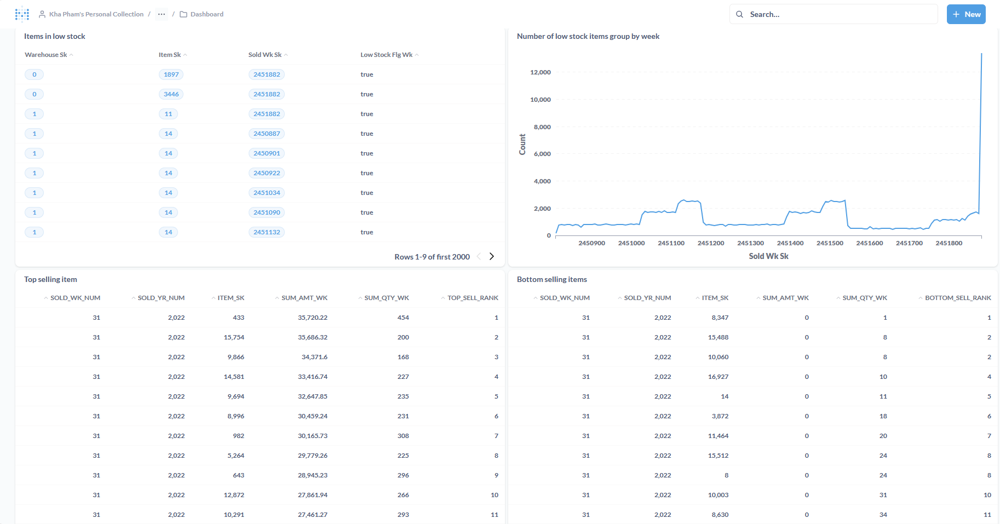 Kha Pham's Personal Collection / ... / Dashboard
Search...
+ New
Items in low stock
Warehouse Sk Item Sk Sold Wk Sk Low Stock Flg Wk
0 1897 2451882 true
0 3446 2451882 true
1 11 2451882 true
1 14 2450887 true
1 14 2450901 true
1 14 2450922 true
1 14 2451034 true
1 14 2451090 true
1 14 2451132 true
Rows 1-9 of first 2000
Number of low stock items group by week
Count
12,000
10,000
8,000
6,000
4,000
2,000
0
2450900 2451000 2451100 2451200 2451300 2451400 2451500 2451600 2451700 2451800
Sold Wk Sk
Top selling item
SOLD_WK_NUM SOLD_YR_NUM ITEM_SK SUM_AMT_WK SUM_QTY_WK TOP_SELL_RANK
31 2,022 433 35,720.22 454 1
31 2,022 15,754 35,686.32 200 2
31 2,022 9,866 34,371.6 168 3
31 2,022 14,581 33,416.74 227 4
31 2,022 9,694 32,647.85 235 5
31 2,022 8,996 30,459.24 231 6
31 2,022 982 30,165.73 308 7
31 2,022 5,264 29,779.26 225 8
31 2,022 643 28,945.23 296 9
31 2,022 12,872 27,861.94 266 10
31 2,022 10,291 27,461.27 293 11
Bottom selling items
SOLD_WK_NUM SOLD_YR_NUM ITEM_SK SUM_AMT_WK SUM_QTY_WK BOTTOM_SELL_RANK
31 2,022 8,347 0 1 1
31 2,022 15,488 0 8 2
31 2,022 10,060 0 8 2
31 2,022 16,927 0 10 4
31 2,022 14 0 11 5
31 2,022 3,872 0 18 6
31 2,022 11,464 0 20 7
31 2,022 15,512 0 24 8
31 2,022 8 0 24 8
31 2,022 10,003 0 31 10
31 2,022 8,630 0 34 11